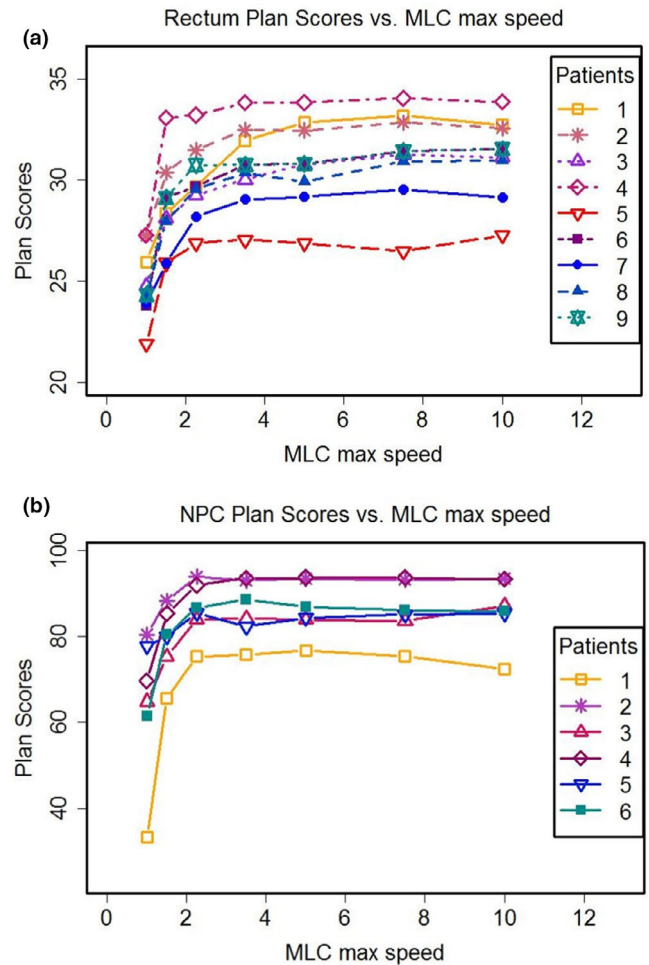 (a)
Rectum Plan Scores vs. MLC max speed
Plan Scores
35
30
25
20
0 2 4 6 8 10 12
MLC max speed
Patients
1
2
3
4
5
6
7
8
9
(b)
NPC Plan Scores vs. MLC max speed
Plan Scores
100
80
60
40
0 2 4 6 8 10 12
MLC max speed
Patients
1
2
3
4
5
6